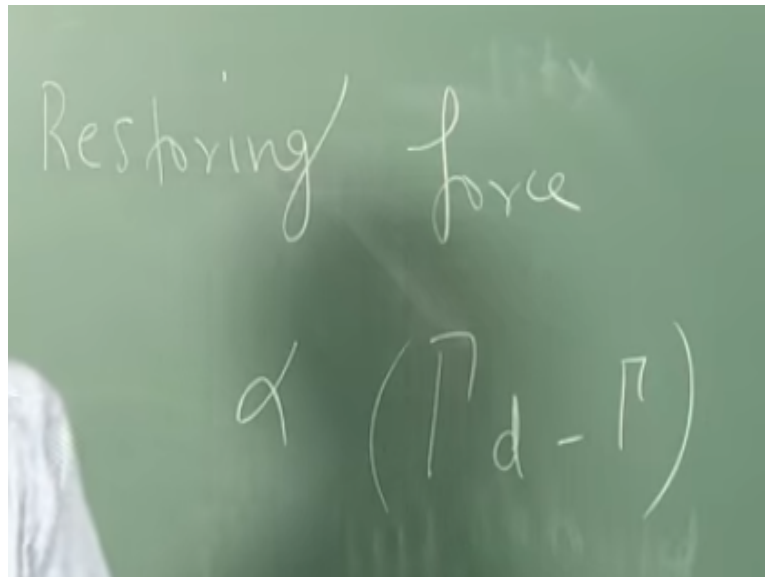 Restoring force
∝ (Γd - Γ)